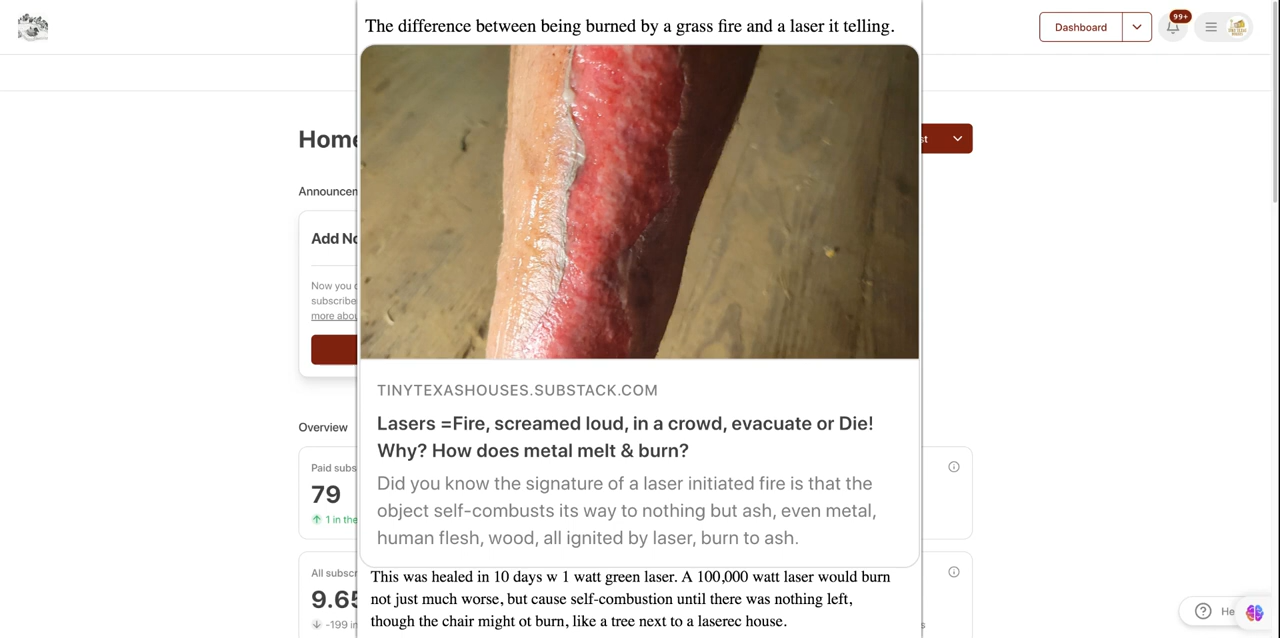 The difference between being burned by a grass fire and a laser it telling.
Dashboard
99+
Home
st
Announcen
Add No
Now you c
subscribe
more abou
TINYTEXASHOUSES.SUBSTACK.COM
Lasers =Fire, screamed loud, in a crowd, evacuate or Die!
Why? How does metal melt & burn?
Did you know the signature of a laser initiated fire is that the
object self-combusts its way to nothing but ash, even metal,
human flesh, wood, all ignited by laser, burn to ash.
Overview
Paid subs
79
1 in the
All subscr
9.65
-199 in
This was healed in 10 days w 1 watt green laser. A 100,000 watt laser would burn
not just much worse, but cause self-combustion until there was nothing left,
though the chair might ot burn, like a tree next to a laserec house.
He